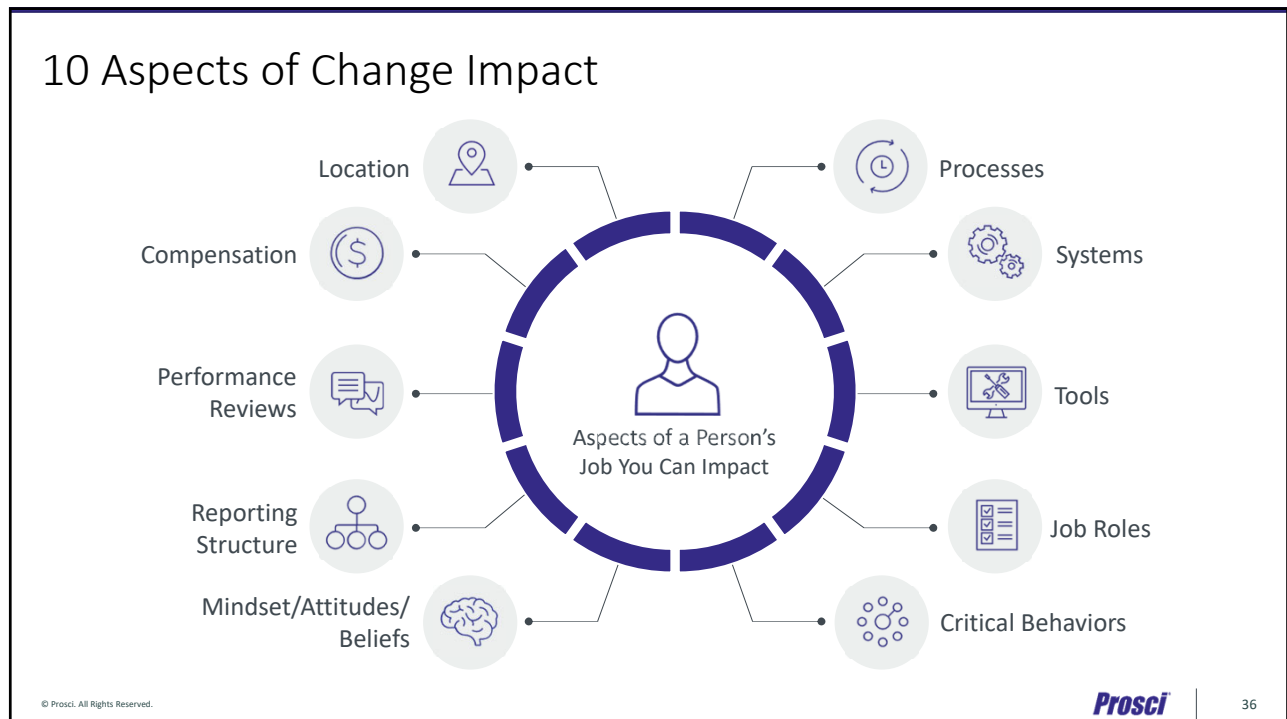 10 Aspects of Change Impact
Location
Processes
Compensation
Systems
Performance
Reviews
Tools
Aspects of a Person's
Job You Can Impact
Reporting
Structure
Job Roles
Mindset/Attitudes/
Beliefs
Critical Behaviors
© Prosci. All Rights Reserved.
Prosci
36